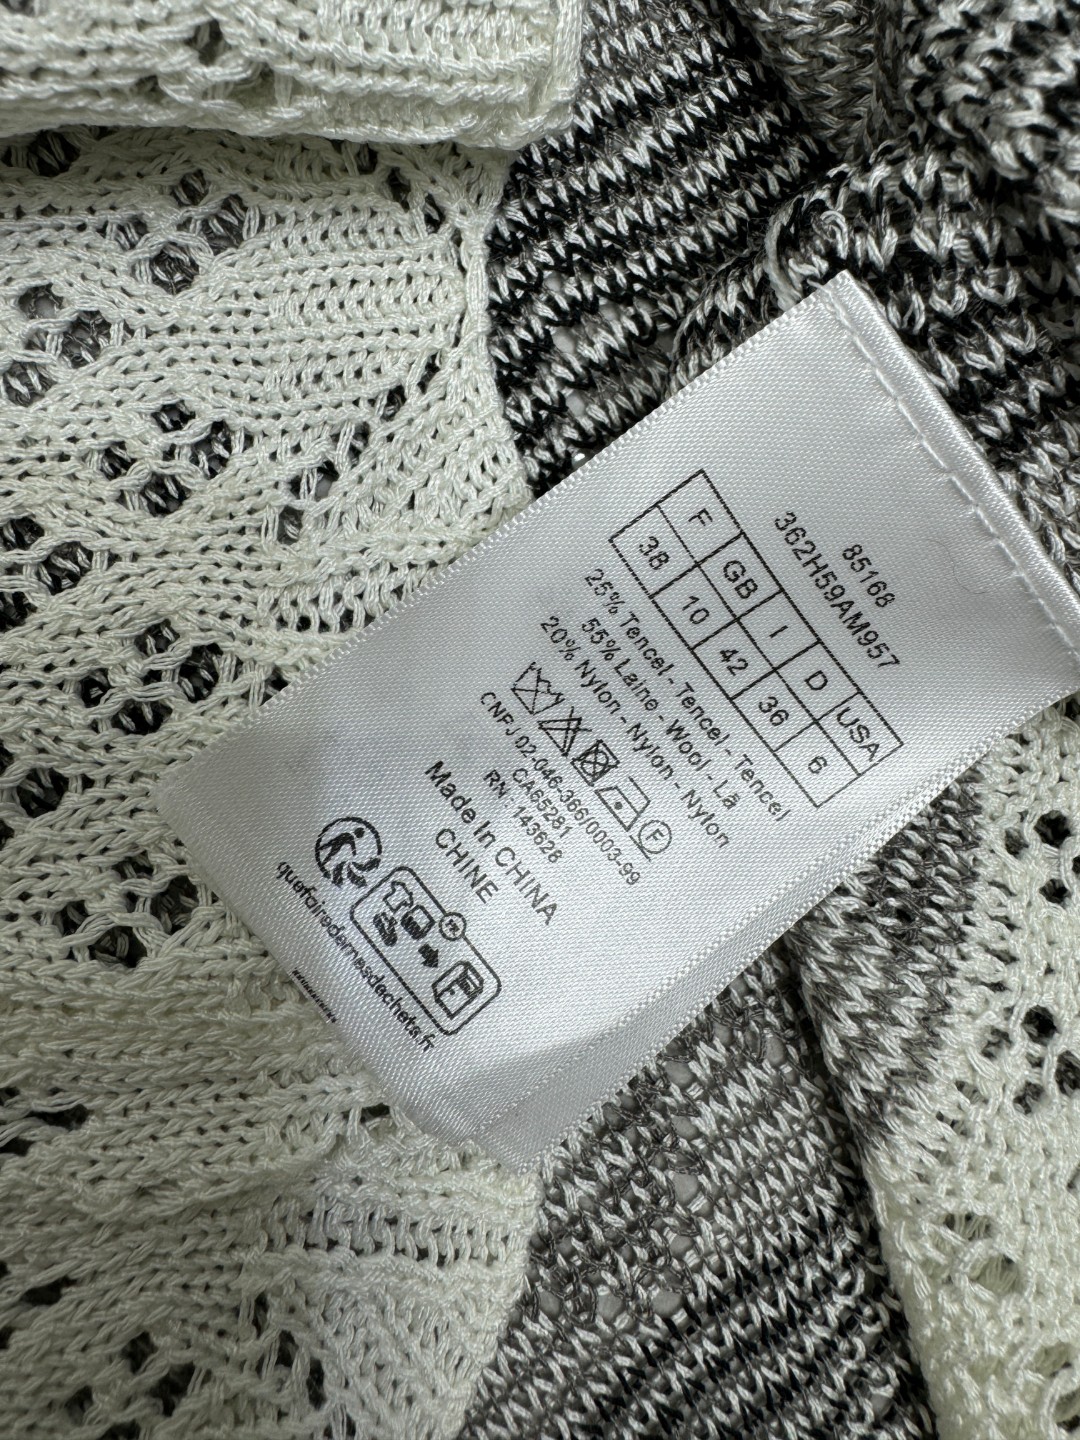 85168
362H59AM957
F GB I D USA
38 10 42 36 6
25% Tencel - Tencel - Tencel
55% Laine - Wool - Lã
20% Nylon - Nylon - Nylon
F
CNPJ 02-046-366(0003-99
CA65281
RN : 143628
Made In CHINA
CHINE
FR
quefairedemesdechets.fr